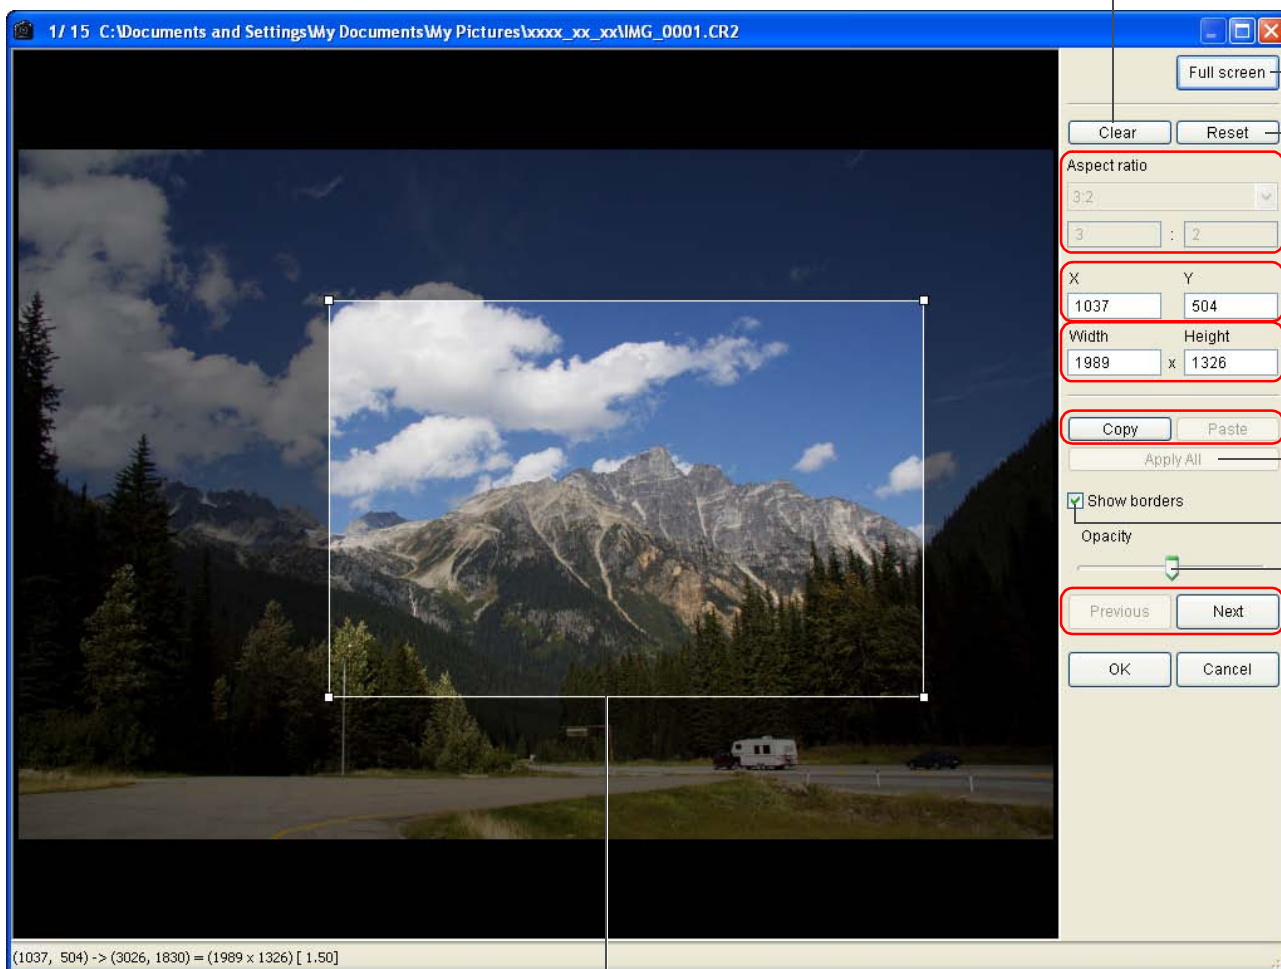 1/ 15 C:\Documents and Settings\My Documents\My Pictures\xxxx_xx_xx\IMG_0001.CR2
Full screen
Clear Reset
Aspect ratio
3:2
3 : 2
X Y
1037 504
Width Height
1989 x 1326
Copy Paste
Apply All
Show borders
Opacity
Previous Next
OK Cancel
(1037, 504) -> (3026, 1830) = (1989 x 1326) [ 1.50]